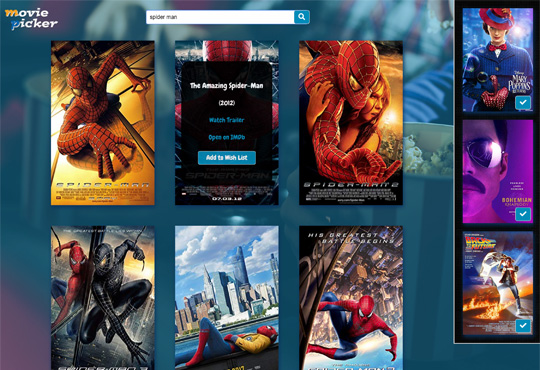 movie
picker
spider man
The Amazing Spider-Man
(2012)
Watch Trailer
Open on IMDb
Add to Wish List
SPIDER-MAN
07.03.12
SPIDER-MAN
SPIDER-MAN 2
THE GREATEST BATTLE LIES WITHIN
SPIDER-MAN 3
HIS GREATEST
BATTLE BEGINS
MARY
POPPINS
RETURNS
BOHEMIAN
RHAPSODY
BACK
TO THE
FUTURE